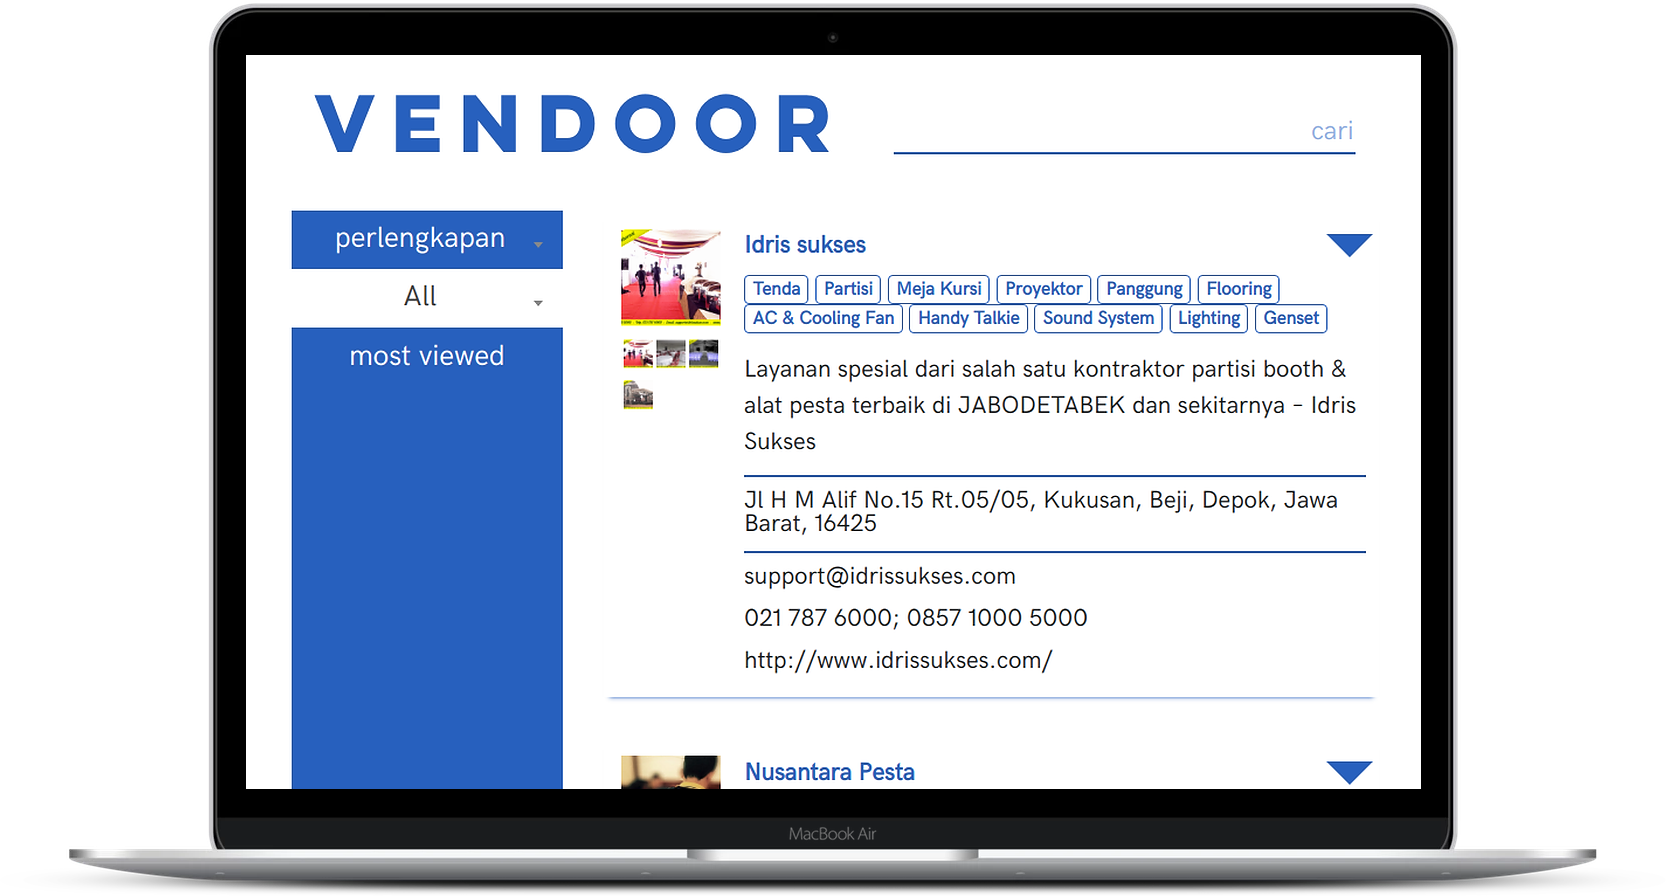 VENDOOR
cari
perlengkapan
All
most viewed
Idris sukses
Tenda Partisi Meja Kursi Proyektor Panggung Flooring
AC & Cooling Fan Handy Talkie Sound System Lighting Genset
Layanan spesial dari salah satu kontraktor partisi booth &
alat pesta terbaik di JABODETABEK dan sekitarnya – Idris
Sukses
Jl H M Alif No.15 Rt.05/05, Kukusan, Beji, Depok, Jawa
Barat, 16425
support@idrissukses.com
021 787 6000; 0857 1000 5000
http://www.idrissukses.com/
Nusantara Pesta
MacBook Air